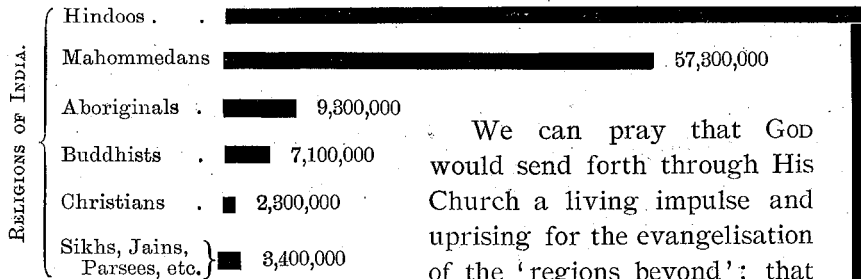 RELIGIONS OF INDIA.
Hindoos .   .
Mahommedans   57,300,000
Aboriginals .   9,300,000
Buddhists   .   7,100,000
Christians   .   2,300,000
Sikhs, Jains,
Parsees, etc.   3,400,000
We can pray that GOD
would send forth through His
Church a living impulse and
uprising for the evangelisation
of the ‘regions beyond’: that